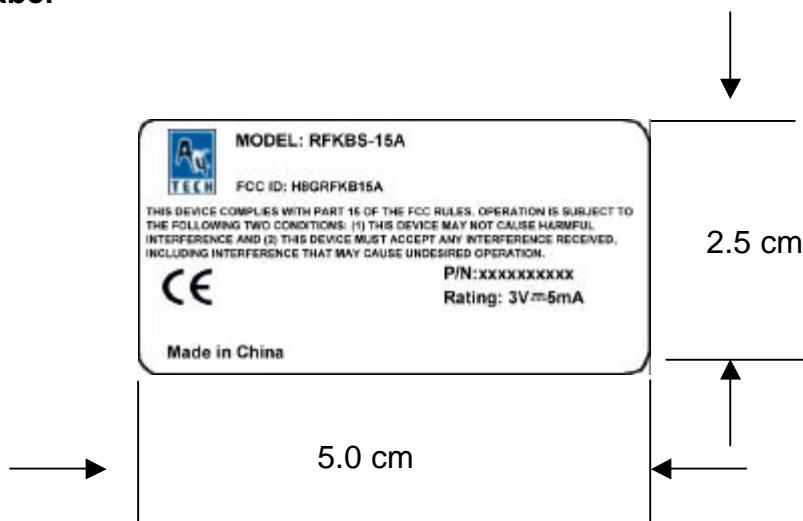 MODEL: RFKBS-15A
A4
TECH
FCC ID: H8GRFKB15A
THIS DEVICE COMPLIES WITH PART 15 OF THE FCC RULES. OPERATION IS SUBJECT TO
THE FOLLOWING TWO CONDITIONS: (1) THIS DEVICE MAY NOT CAUSE HARMFUL
INTERFERENCE AND (2) THIS DEVICE MUST ACCEPT ANY INTERFERENCE RECEIVED,
INCLUDING INTERFERENCE THAT MAY CAUSE UNDESIRED OPERATION.
CE
P/N:xxxxxxxxxx
Rating: 3V⎓5mA
Made in China
2.5 cm
5.0 cm